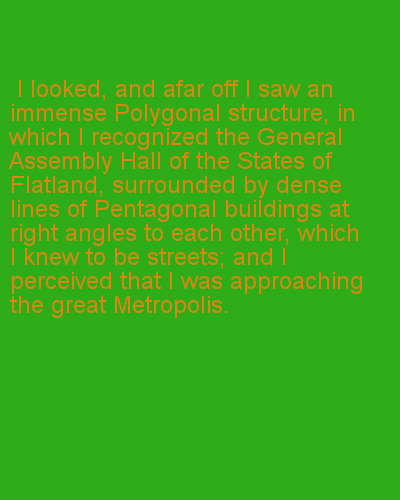 I looked, and afar off I saw an
immense Polygonal structure, in
which I recognized the General
Assembly Hall of the States of
Flatland, surrounded by dense
lines of Pentagonal buildings at
right angles to each other, which
I knew to be streets; and I
perceived that I was approaching
the great Metropolis.